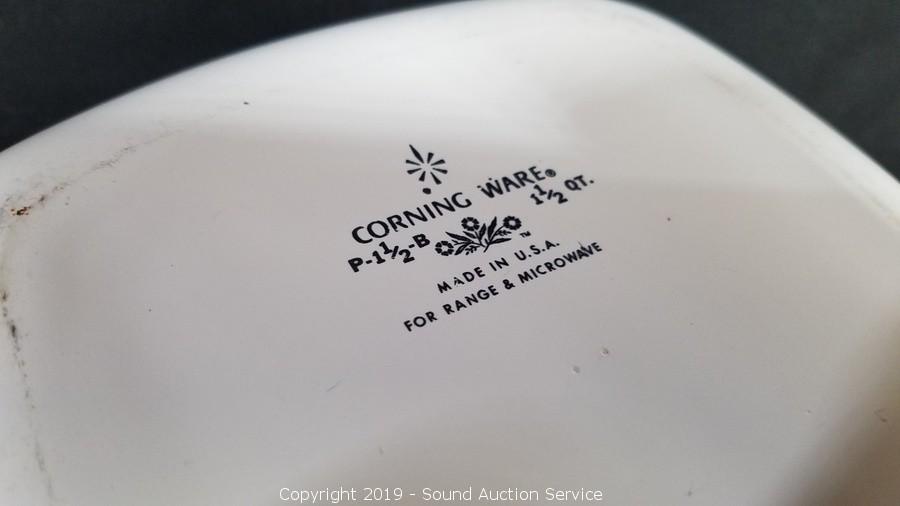 CORNING WARE®
P-1½-B 1½ QT.
™
MADE IN U.S.A.
FOR RANGE & MICROWAVE
Copyright 2019 - Sound Auction Service